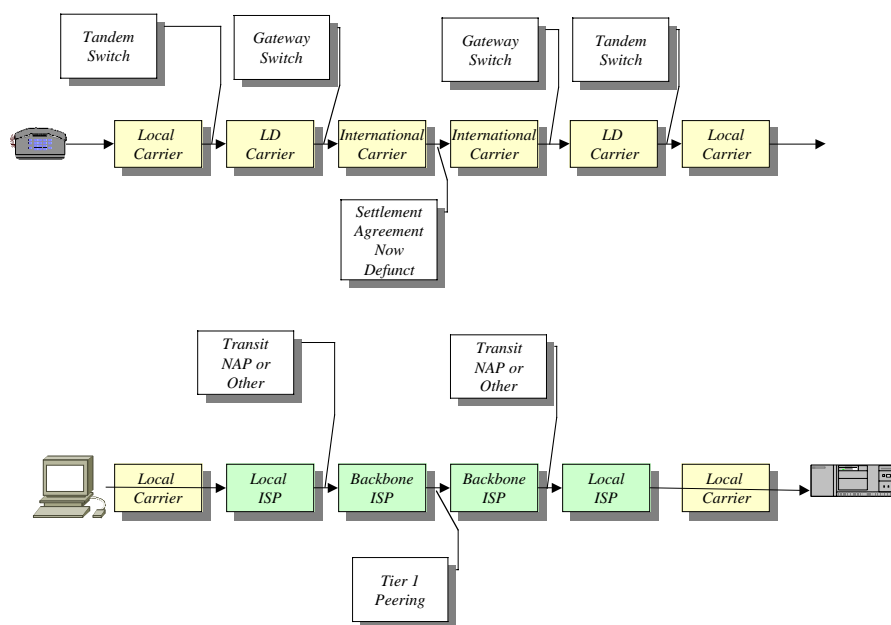 Tandem
Switch
Gateway
Switch
Gateway
Switch
Tandem
Switch
Local
Carrier
LD
Carrier
International
Carrier
International
Carrier
LD
Carrier
Local
Carrier
Settlement
Agreement
Now
Defunct
Transit
NAP or
Other
Transit
NAP or
Other
Local
Carrier
Local
ISP
Backbone
ISP
Backbone
ISP
Local
ISP
Local
Carrier
Tier 1
Peering